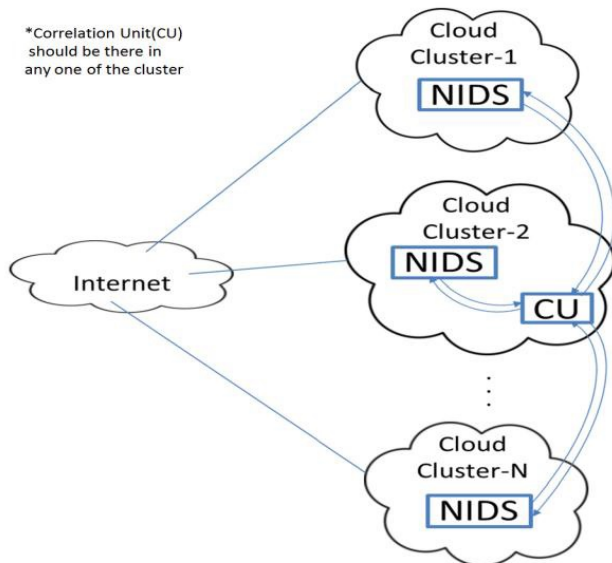 *Correlation Unit(CU)
should be there in
any one of the cluster
Cloud
Cluster-1
NIDS
Cloud
Cluster-2
NIDS
CU
Internet
Cloud
Cluster-N
NIDS